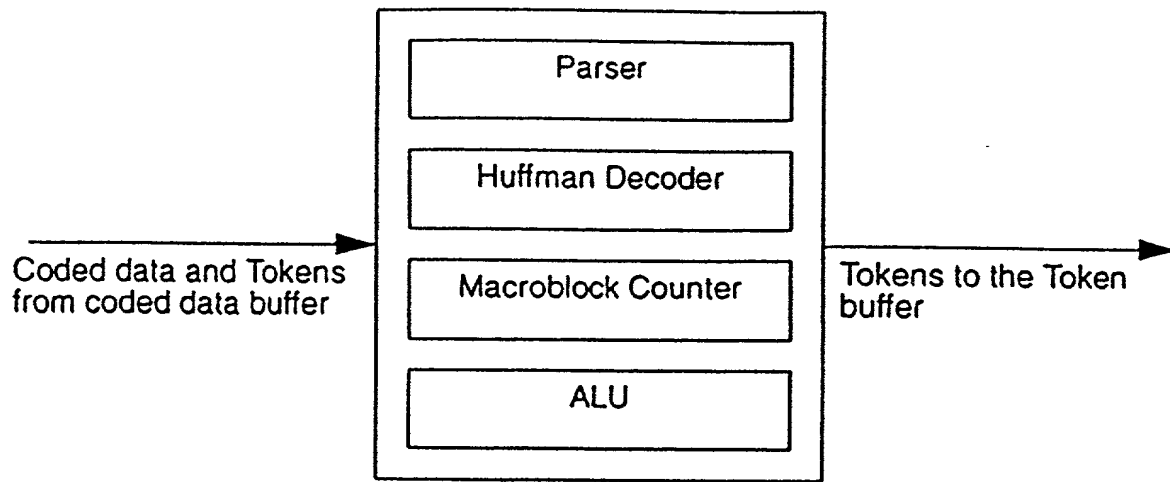 Parser
Huffman Decoder
Coded data and Tokens
from coded data buffer
Macroblock Counter
Tokens to the Token
buffer
ALU